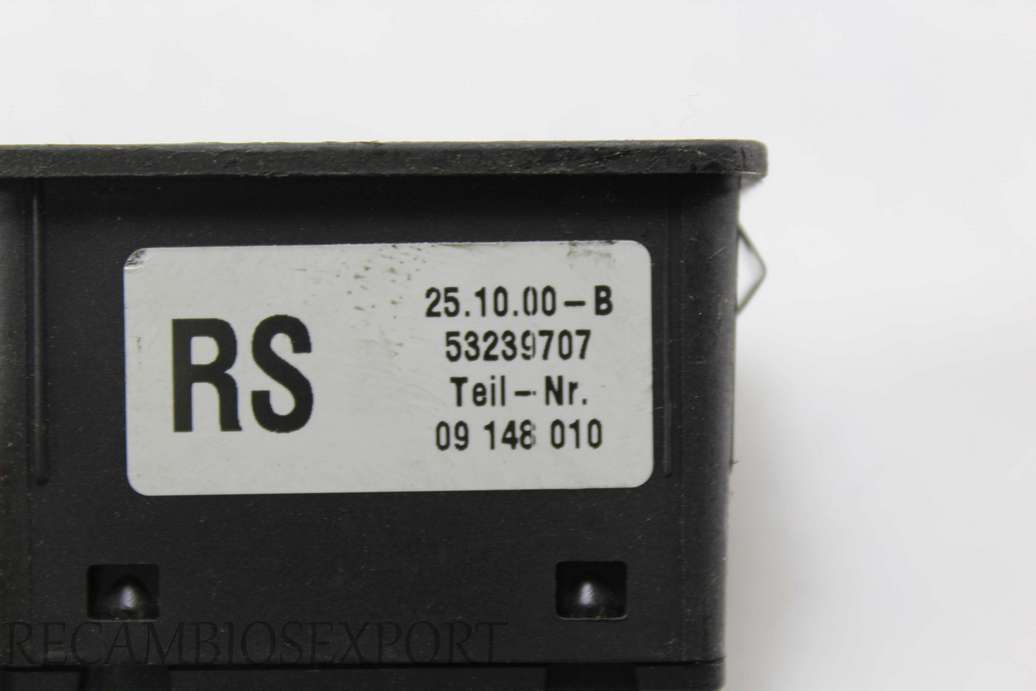 RS
25.10.00-B
53239707
Teil-Nr.
09 148 010
RECAMBIOSEXPORT